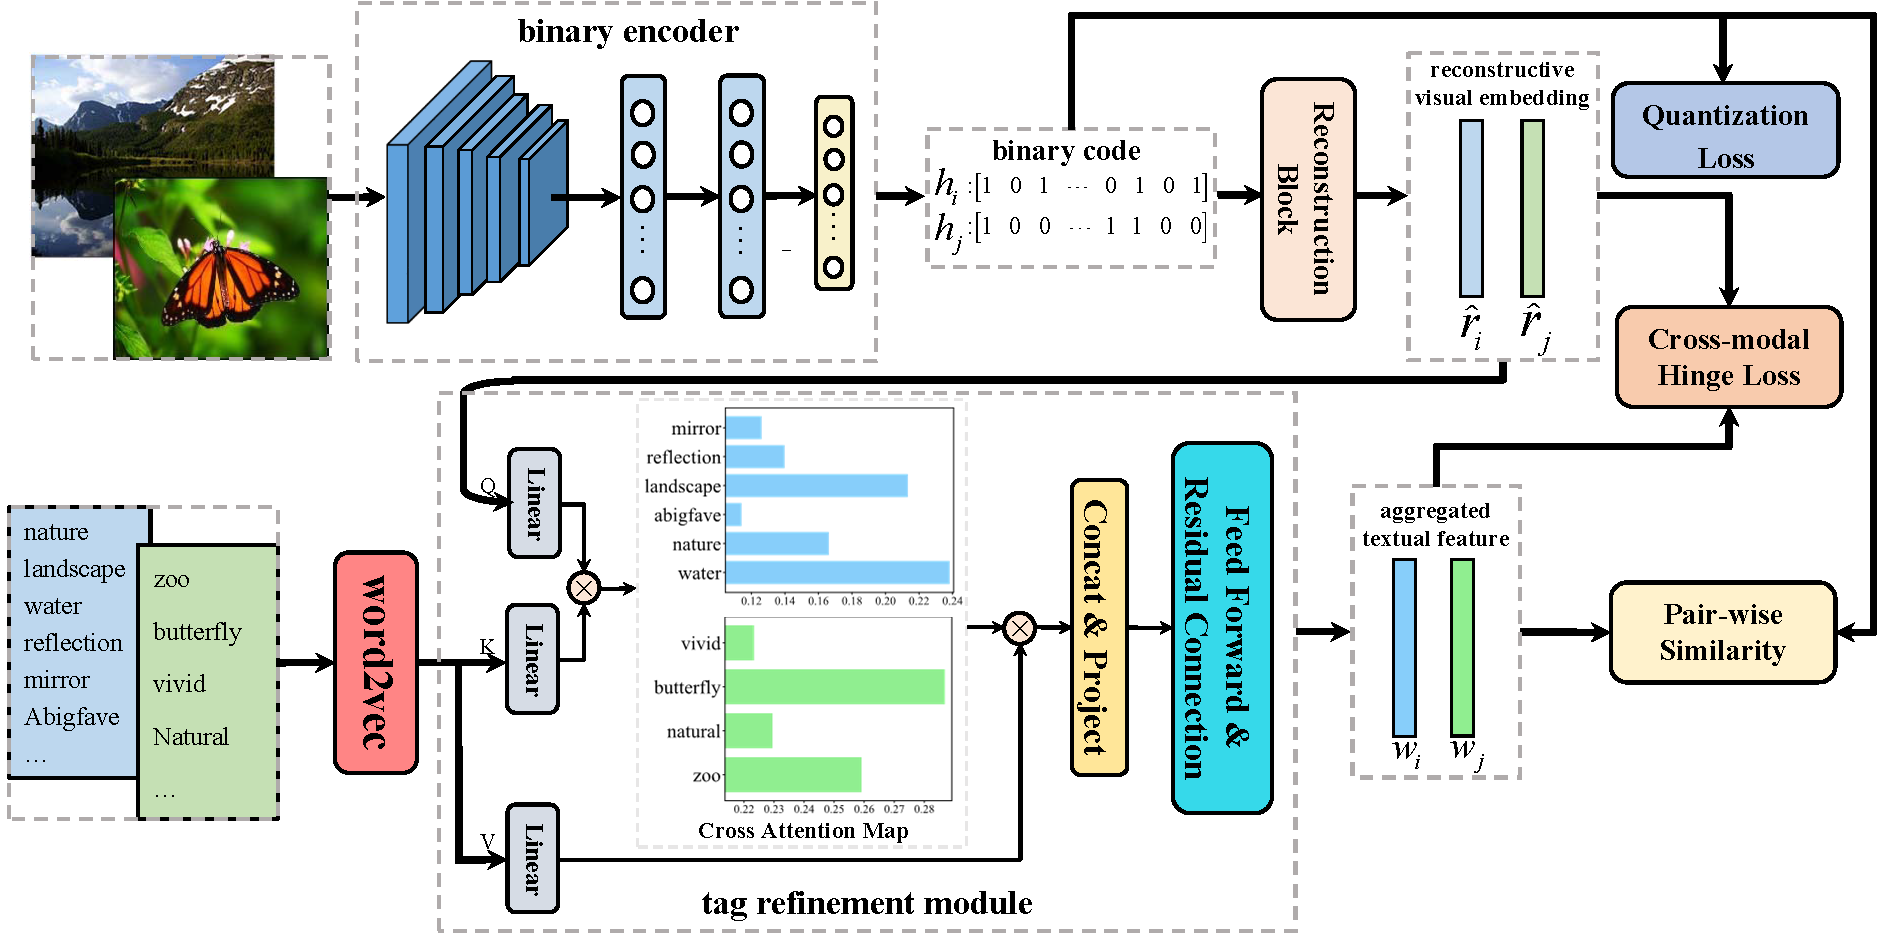 binary encoder
binary code
h_i :[1 0 1 ··· 0 1 0 1]
h_j :[1 0 0 ··· 1 1 0 0]
Reconstruction
Block
reconstructive
visual embedding
r̂_i r̂_j
Quantization
Loss
Cross-modal
Hinge Loss
nature
landscape
water
reflection
mirror
Abigfave
...
zoo
butterfly
vivid
Natural
...
word2vec
Q
Linear
K
Linear
V
Linear
mirror
reflection
landscape
abigfave
nature
water
0.12 0.14 0.16 0.18 0.20 0.22 0.24
vivid
butterfly
natural
zoo
0.22 0.23 0.24 0.25 0.26 0.27 0.28
Cross Attention Map
Concat & Project
Feed Forward &
Residual Connection
tag refinement module
aggregated
textual feature
w_i w_j
Pair-wise
Similarity